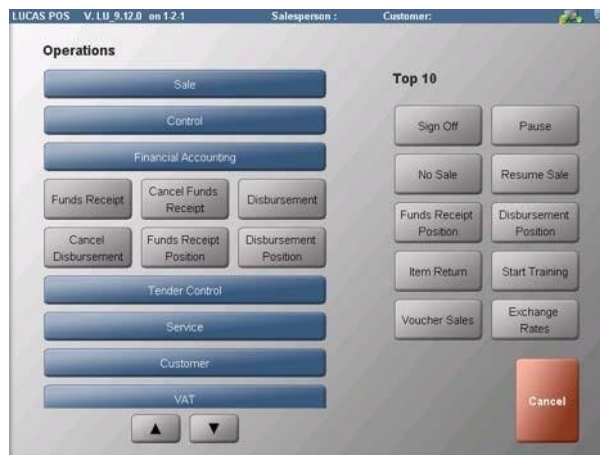 LUCAS POS V. LU_9.12.0 on 1-2-1 Salesperson : Customer:
Operations
Sale
Control
Financial Accounting
Funds Receipt
Cancel Funds
Receipt
Disbursement
Cancel
Disbursement
Funds Receipt
Position
Disbursement
Position
Tender Control
Service
Customer
VAT
Top 10
Sign Off
Pause
No Sale
Resume Sale
Funds Receipt
Position
Disbursement
Position
Item Return
Start Training
Voucher Sales
Exchange
Rates
Cancel